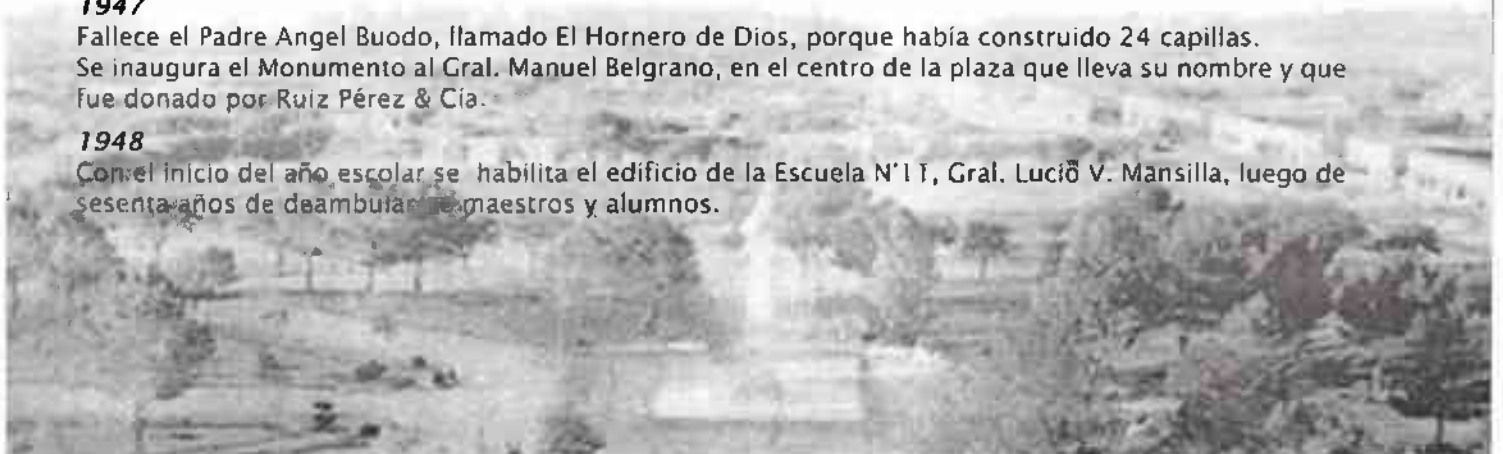 1947
Fallece el Padre Angel Buodo, llamado El Hornero de Dios, porque había construido 24 capillas.
Se inaugura el Monumento al Gral. Manuel Belgrano, en el centro de la plaza que lleva su nombre y que
fue donado por Ruiz Pérez & Cía.
1948
Con el inicio del año escolar se habilita el edificio de la Escuela N°11, Gral. Lucio V. Mansilla, luego de
sesenta años de deambular de maestros y alumnos.